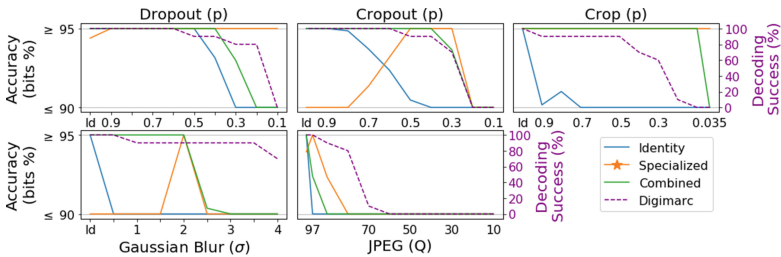 Dropout (p)
Cropout (p)
Crop (p)
Accuracy
(bits %)
≥ 95
≤ 90
Id 0.9 0.7 0.5 0.3 0.1
Id 0.9 0.7 0.5 0.3 0.1
Id 0.9 0.7 0.5 0.3 0.035
100
80
60
40
20
0
Decoding
Success (%)
Accuracy
(bits %)
≥ 95
≤ 90
Id 1 2 3 4
Gaussian Blur (σ)
97 70 50 30 10
JPEG (Q)
100
80
60
40
20
0
Decoding
Success (%)
Identity
Specialized
Combined
Digimarc